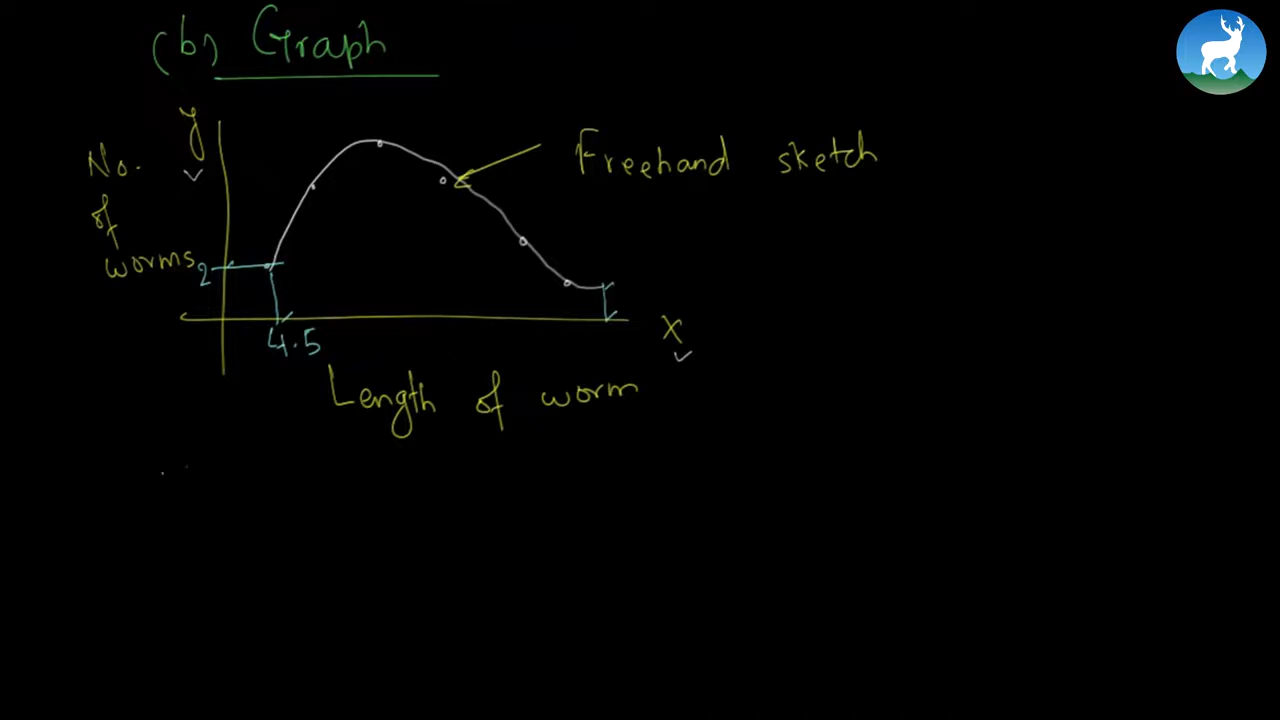 (b) Graph
y
No.
of
worms
2
4.5
X
Length of worm
Freehand sketch